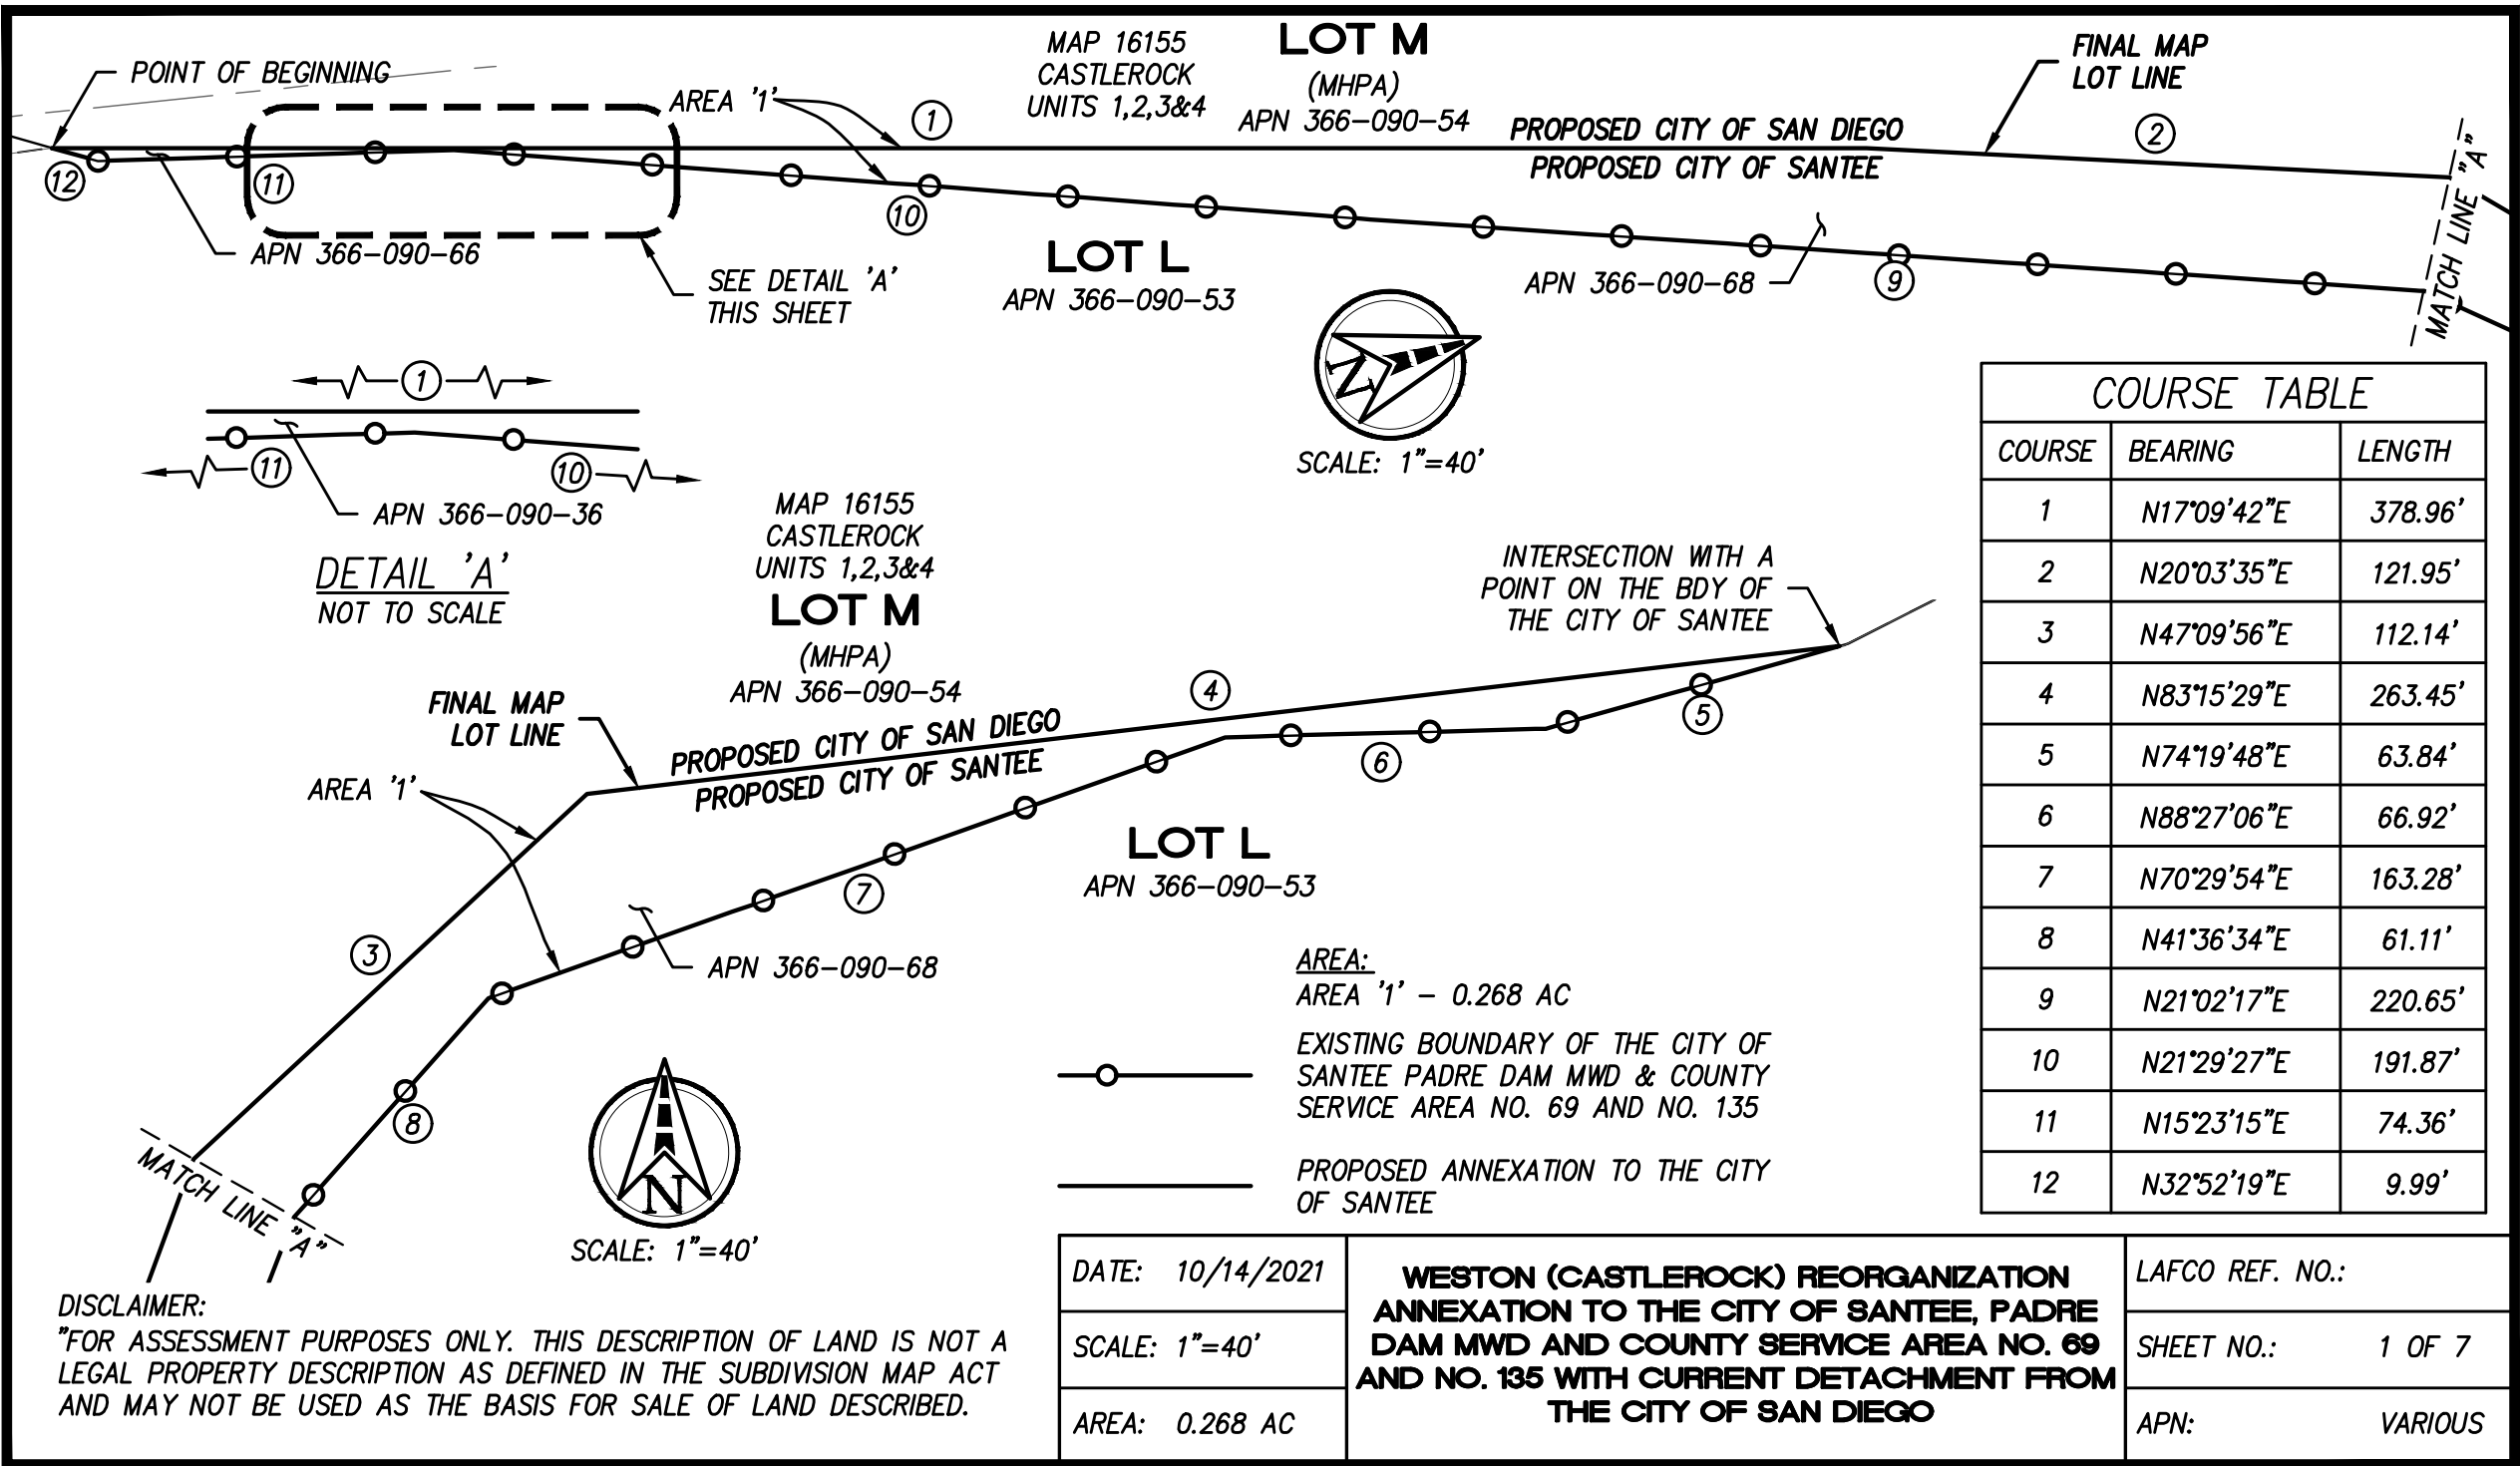 POINT OF BEGINNING
MAP 16155
CASTLEROCK
UNITS 1,2,3&4
LOT M
(MHPA)
APN 366-090-54
FINAL MAP
LOT LINE
AREA '1'
1
2
PROPOSED CITY OF SAN DIEGO
PROPOSED CITY OF SANTEE
MATCH LINE "A"
12
11
10
APN 366-090-66
SEE DETAIL 'A'
THIS SHEET
LOT L
APN 366-090-53
APN 366-090-68
9
N
SCALE: 1"=40'
1
11
10
APN 366-090-36
DETAIL 'A'
NOT TO SCALE
MAP 16155
CASTLEROCK
UNITS 1,2,3&4
LOT M
(MHPA)
APN 366-090-54
INTERSECTION WITH A
POINT ON THE BDY OF
THE CITY OF SANTEE
FINAL MAP
LOT LINE
4
5
PROPOSED CITY OF SAN DIEGO
PROPOSED CITY OF SANTEE
6
AREA '1'
LOT L
APN 366-090-53
7
3
APN 366-090-68
8
MATCH LINE "A"
N
SCALE: 1"=40'
AREA:
AREA '1' - 0.268 AC
EXISTING BOUNDARY OF THE CITY OF
SANTEE PADRE DAM MWD & COUNTY
SERVICE AREA NO. 69 AND NO. 135
PROPOSED ANNEXATION TO THE CITY
OF SANTEE
COURSE TABLE
COURSE BEARING LENGTH
1 N17°09'42"E 378.96'
2 N20°03'35"E 121.95'
3 N47°09'56"E 112.14'
4 N83°15'29"E 263.45'
5 N74°19'48"E 63.84'
6 N88°27'06"E 66.92'
7 N70°29'54"E 163.28'
8 N41°36'34"E 61.11'
9 N21°02'17"E 220.65'
10 N21°29'27"E 191.87'
11 N15°23'15"E 74.36'
12 N32°52'19"E 9.99'
DISCLAIMER:
"FOR ASSESSMENT PURPOSES ONLY. THIS DESCRIPTION OF LAND IS NOT A
LEGAL PROPERTY DESCRIPTION AS DEFINED IN THE SUBDIVISION MAP ACT
AND MAY NOT BE USED AS THE BASIS FOR SALE OF LAND DESCRIBED.
DATE: 10/14/2021
SCALE: 1"=40'
AREA: 0.268 AC
WESTON (CASTLEROCK) REORGANIZATION
ANNEXATION TO THE CITY OF SANTEE, PADRE
DAM MWD AND COUNTY SERVICE AREA NO. 69
AND NO. 135 WITH CURRENT DETACHMENT FROM
THE CITY OF SAN DIEGO
LAFCO REF. NO.:
SHEET NO.: 1 OF 7
APN: VARIOUS